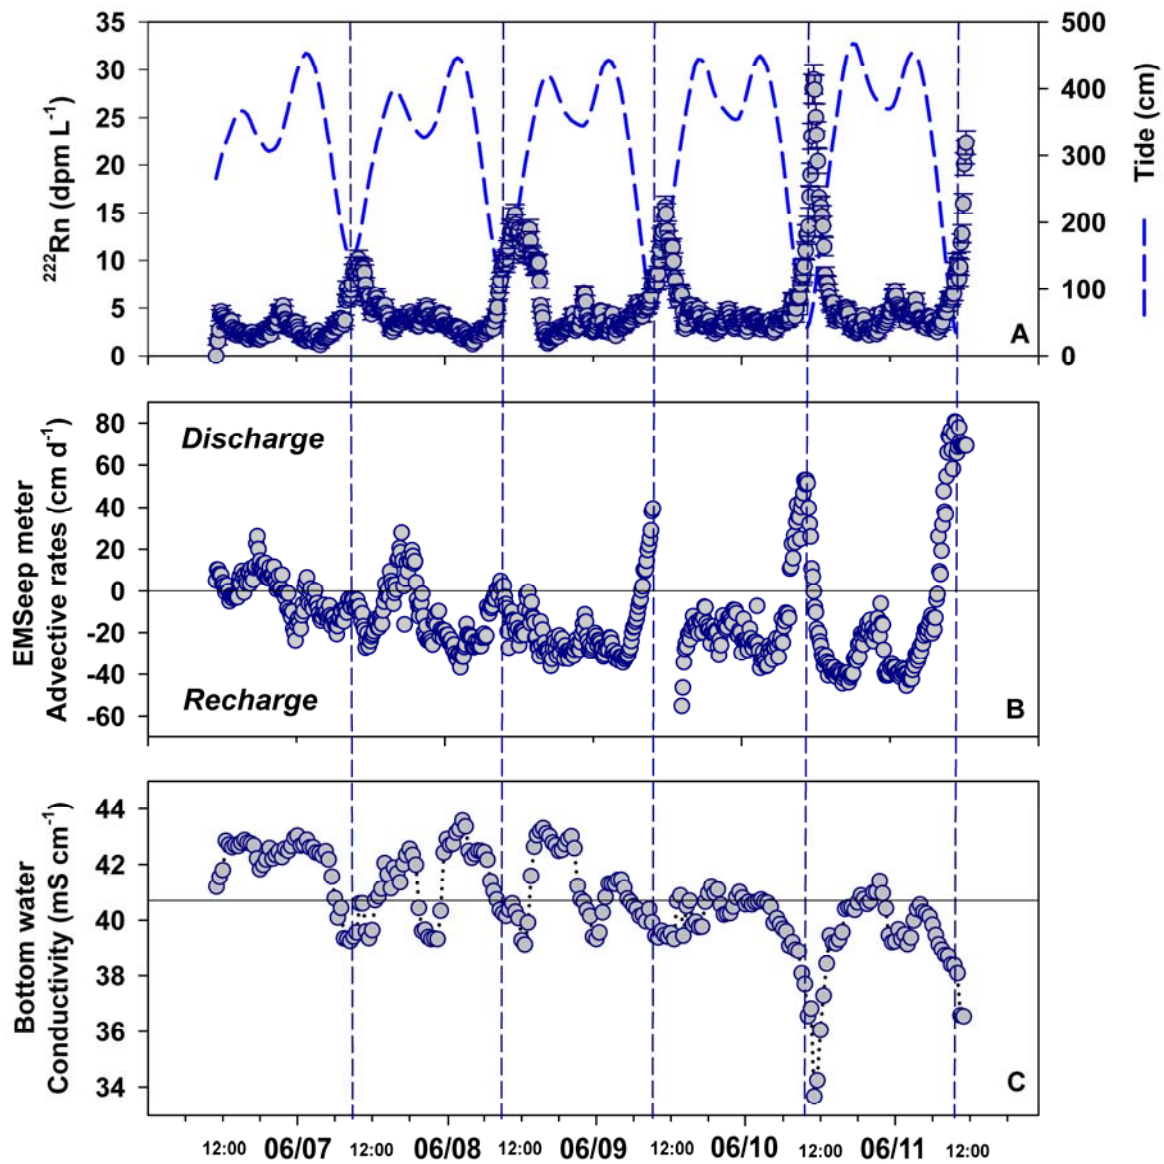 35
30
25
20
15
10
5
0
²²²Rn (dpm L⁻¹)
500
400
300
200
100
0
Tide (cm)
A
80
60
40
20
0
-20
-40
-60
EMSeep meter
Advective rates (cm d⁻¹)
Discharge
Recharge
B
44
42
40
38
36
34
Bottom water
Conductivity (mS cm⁻¹)
C
12:00 06/07 12:00 06/08 12:00 06/09 12:00 06/10 12:00 06/11 12:00